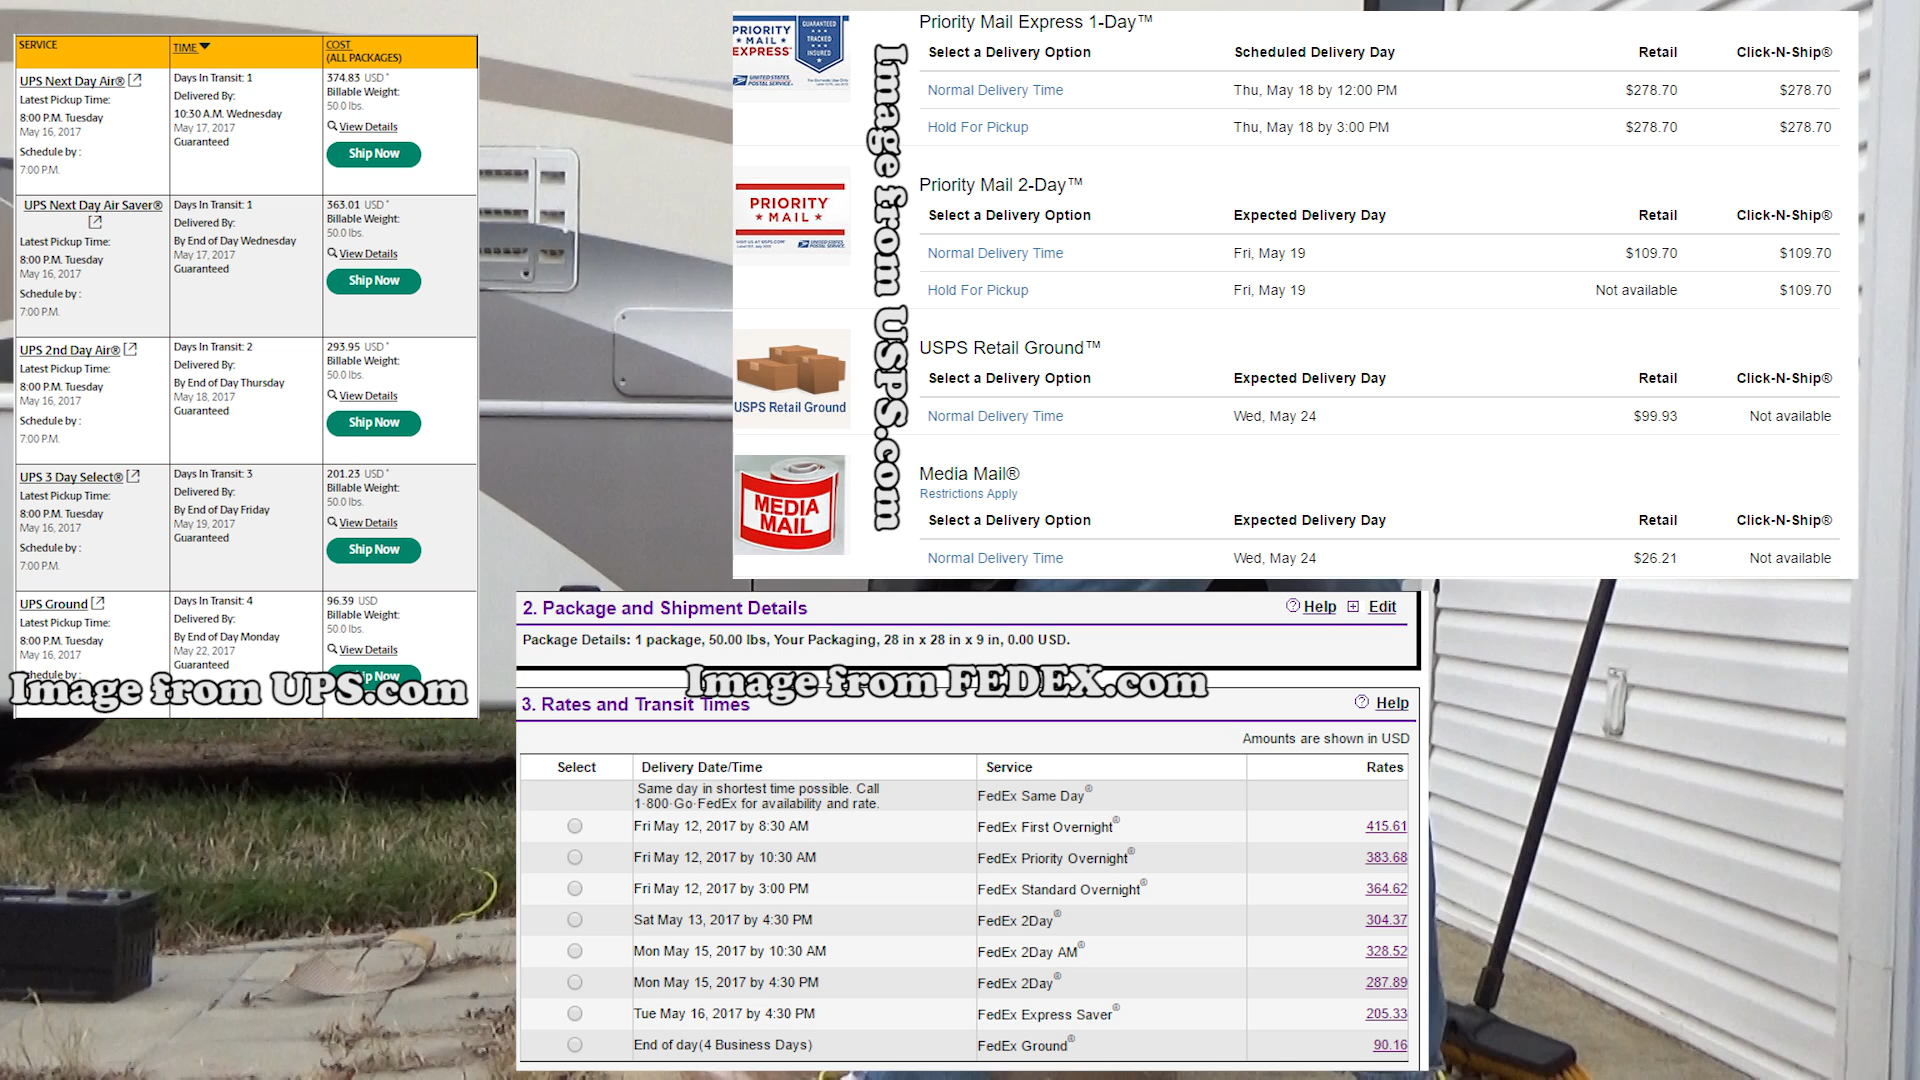 SERVICE
TIME
COST
(ALL PACKAGES)
UPS Next Day Air®
Latest Pickup Time:
8:00 P.M. Tuesday
May 16, 2017
Schedule by :
7:00 P.M.
Days In Transit: 1
Delivered By:
10:30 A.M. Wednesday
May 17, 2017
Guaranteed
374.83 USD *
Billable Weight:
50.0 lbs.
View Details
Ship Now
UPS Next Day Air Saver®
Latest Pickup Time:
8:00 P.M. Tuesday
May 16, 2017
Schedule by :
7:00 P.M.
Days In Transit: 1
Delivered By:
By End of Day Wednesday
May 17, 2017
Guaranteed
363.01 USD *
Billable Weight:
50.0 lbs.
View Details
Ship Now
UPS 2nd Day Air®
Latest Pickup Time:
8:00 P.M. Tuesday
May 16, 2017
Schedule by :
7:00 P.M.
Days In Transit: 2
Delivered By:
By End of Day Thursday
May 18, 2017
Guaranteed
293.95 USD *
Billable Weight:
50.0 lbs.
View Details
Ship Now
UPS 3 Day Select®
Latest Pickup Time:
8:00 P.M. Tuesday
May 16, 2017
Schedule by :
7:00 P.M.
Days In Transit: 3
Delivered By:
By End of Day Friday
May 19, 2017
Guaranteed
201.23 USD *
Billable Weight:
50.0 lbs.
View Details
Ship Now
UPS Ground
Latest Pickup Time:
8:00 P.M. Tuesday
May 16, 2017
Schedule by :
Days In Transit: 4
Delivered By:
By End of Day Monday
May 22, 2017
Guaranteed
96.39 USD
Billable Weight:
50.0 lbs.
View Details
Now
Image from UPS.com
PRIORITY
MAIL
EXPRESS
GUARANTEED
TRACKED
INSURED
UNITED STATES
POSTAL SERVICE
Image from USPS.com
Priority Mail Express 1-Day™
Select a Delivery Option Scheduled Delivery Day Retail Click-N-Ship®
Normal Delivery Time Thu, May 18 by 12:00 PM $278.70 $278.70
Hold For Pickup Thu, May 18 by 3:00 PM $278.70 $278.70
PRIORITY
MAIL
Priority Mail 2-Day™
Select a Delivery Option Expected Delivery Day Retail Click-N-Ship®
Normal Delivery Time Fri, May 19 $109.70 $109.70
Hold For Pickup Fri, May 19 Not available $109.70
USPS Retail Ground
USPS Retail Ground™
Select a Delivery Option Expected Delivery Day Retail Click-N-Ship®
Normal Delivery Time Wed, May 24 $99.93 Not available
MEDIA
MAIL
Media Mail®
Restrictions Apply
Select a Delivery Option Expected Delivery Day Retail Click-N-Ship®
Normal Delivery Time Wed, May 24 $26.21 Not available
2. Package and Shipment Details Help Edit
Package Details: 1 package, 50.00 lbs, Your Packaging, 28 in x 28 in x 9 in, 0.00 USD.
Image from FEDEX.com
3. Rates and Transit Times Help
Amounts are shown in USD
Select Delivery Date/Time Service Rates
Same day in shortest time possible. Call
1-800-Go-FedEx for availability and rate. FedEx Same Day®
Fri May 12, 2017 by 8:30 AM FedEx First Overnight® 415.61
Fri May 12, 2017 by 10:30 AM FedEx Priority Overnight® 383.68
Fri May 12, 2017 by 3:00 PM FedEx Standard Overnight® 364.62
Sat May 13, 2017 by 4:30 PM FedEx 2Day® 304.37
Mon May 15, 2017 by 10:30 AM FedEx 2Day AM® 328.52
Mon May 15, 2017 by 4:30 PM FedEx 2Day® 287.89
Tue May 16, 2017 by 4:30 PM FedEx Express Saver® 205.33
End of day(4 Business Days) FedEx Ground® 90.16